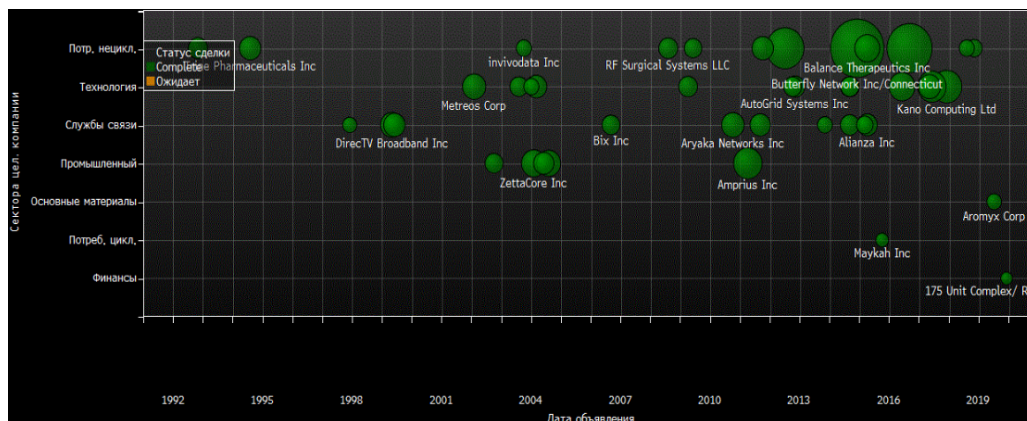 Потр, нецикл,
Статус сделки
Complete
Ожидает
Pharmaceuticals Inc
invivodata Inc
RF Surgical Systems LLC
Balance Therapeutics Inc
Технология
Metreos Corp
Butterfly Network Inc/Connecticut
AutoGrid Systems Inc
Kano Computing Ltd
Службы связи
DirecTV Broadband Inc
Bix Inc
Aryaka Networks Inc
Alianza Inc
Промышленный
ZettaCore Inc
Amprius Inc
Основные материалы
Aromyx Corp
Потреб, цикл,
Maykah Inc
Финансы
175 Unit Complex/ R
Сектора цел. компании
1992 1995 1998 2001 2004 2007 2010 2013 2016 2019
Дата объявления